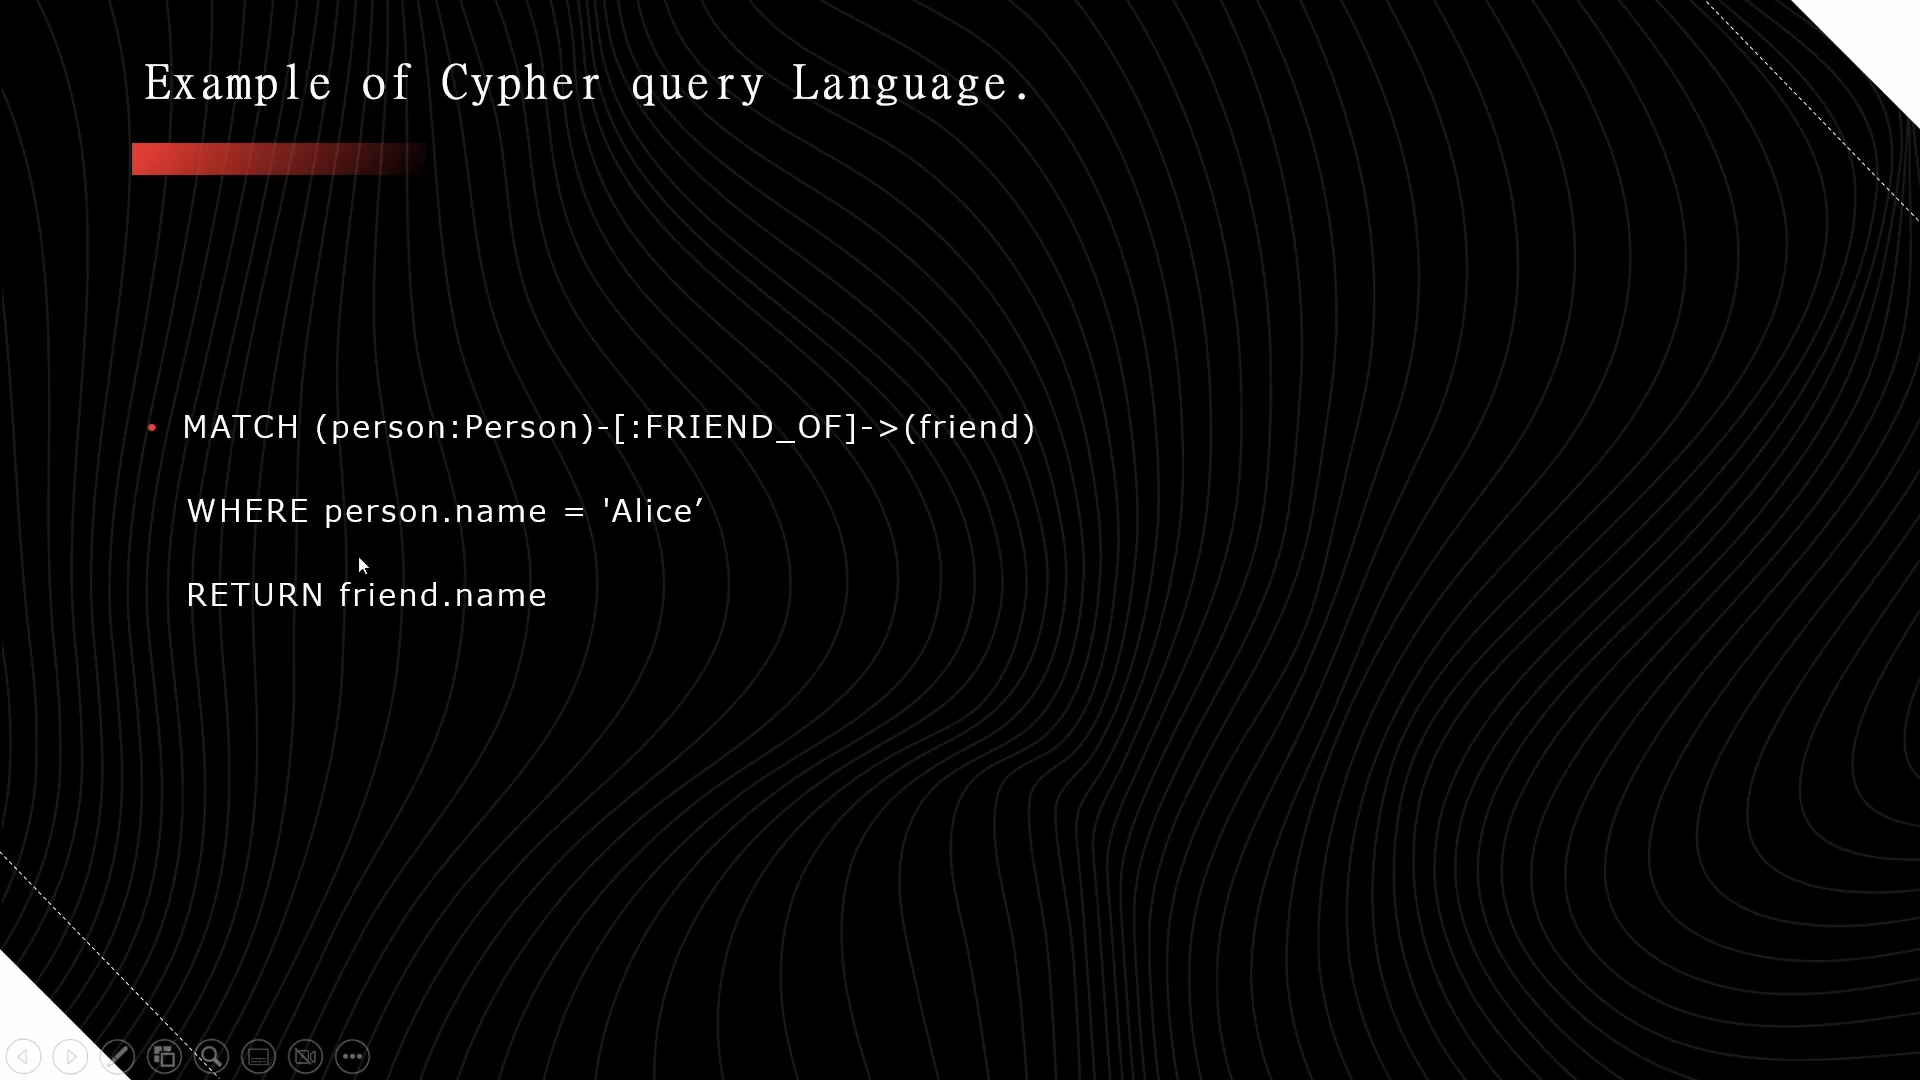 Example of Cypher query Language.
• MATCH (person:Person)-[:FRIEND_OF]->(friend)
WHERE person.name = 'Alice’
RETURN friend.name